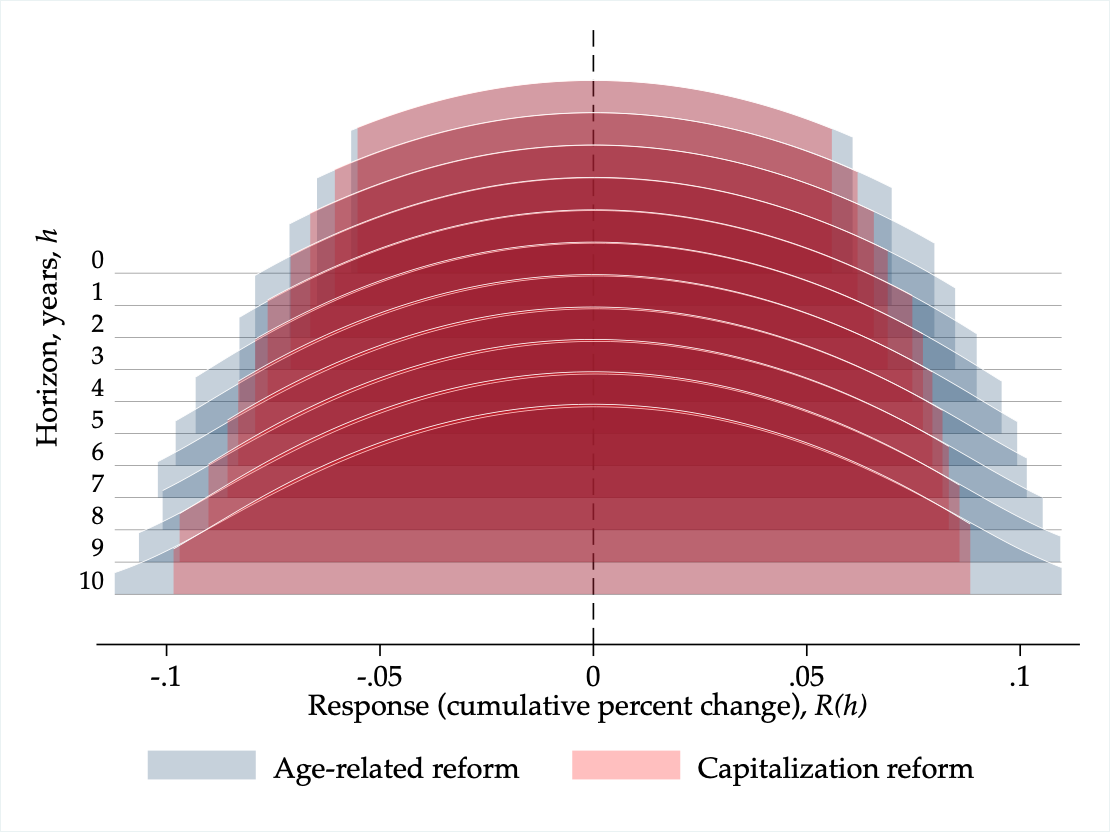 Horizon, years, h
0
1
2
3
4
5
6
7
8
9
10
-.1 -.05 0 .05 .1
Response (cumulative percent change), R(h)
Age-related reform Capitalization reform